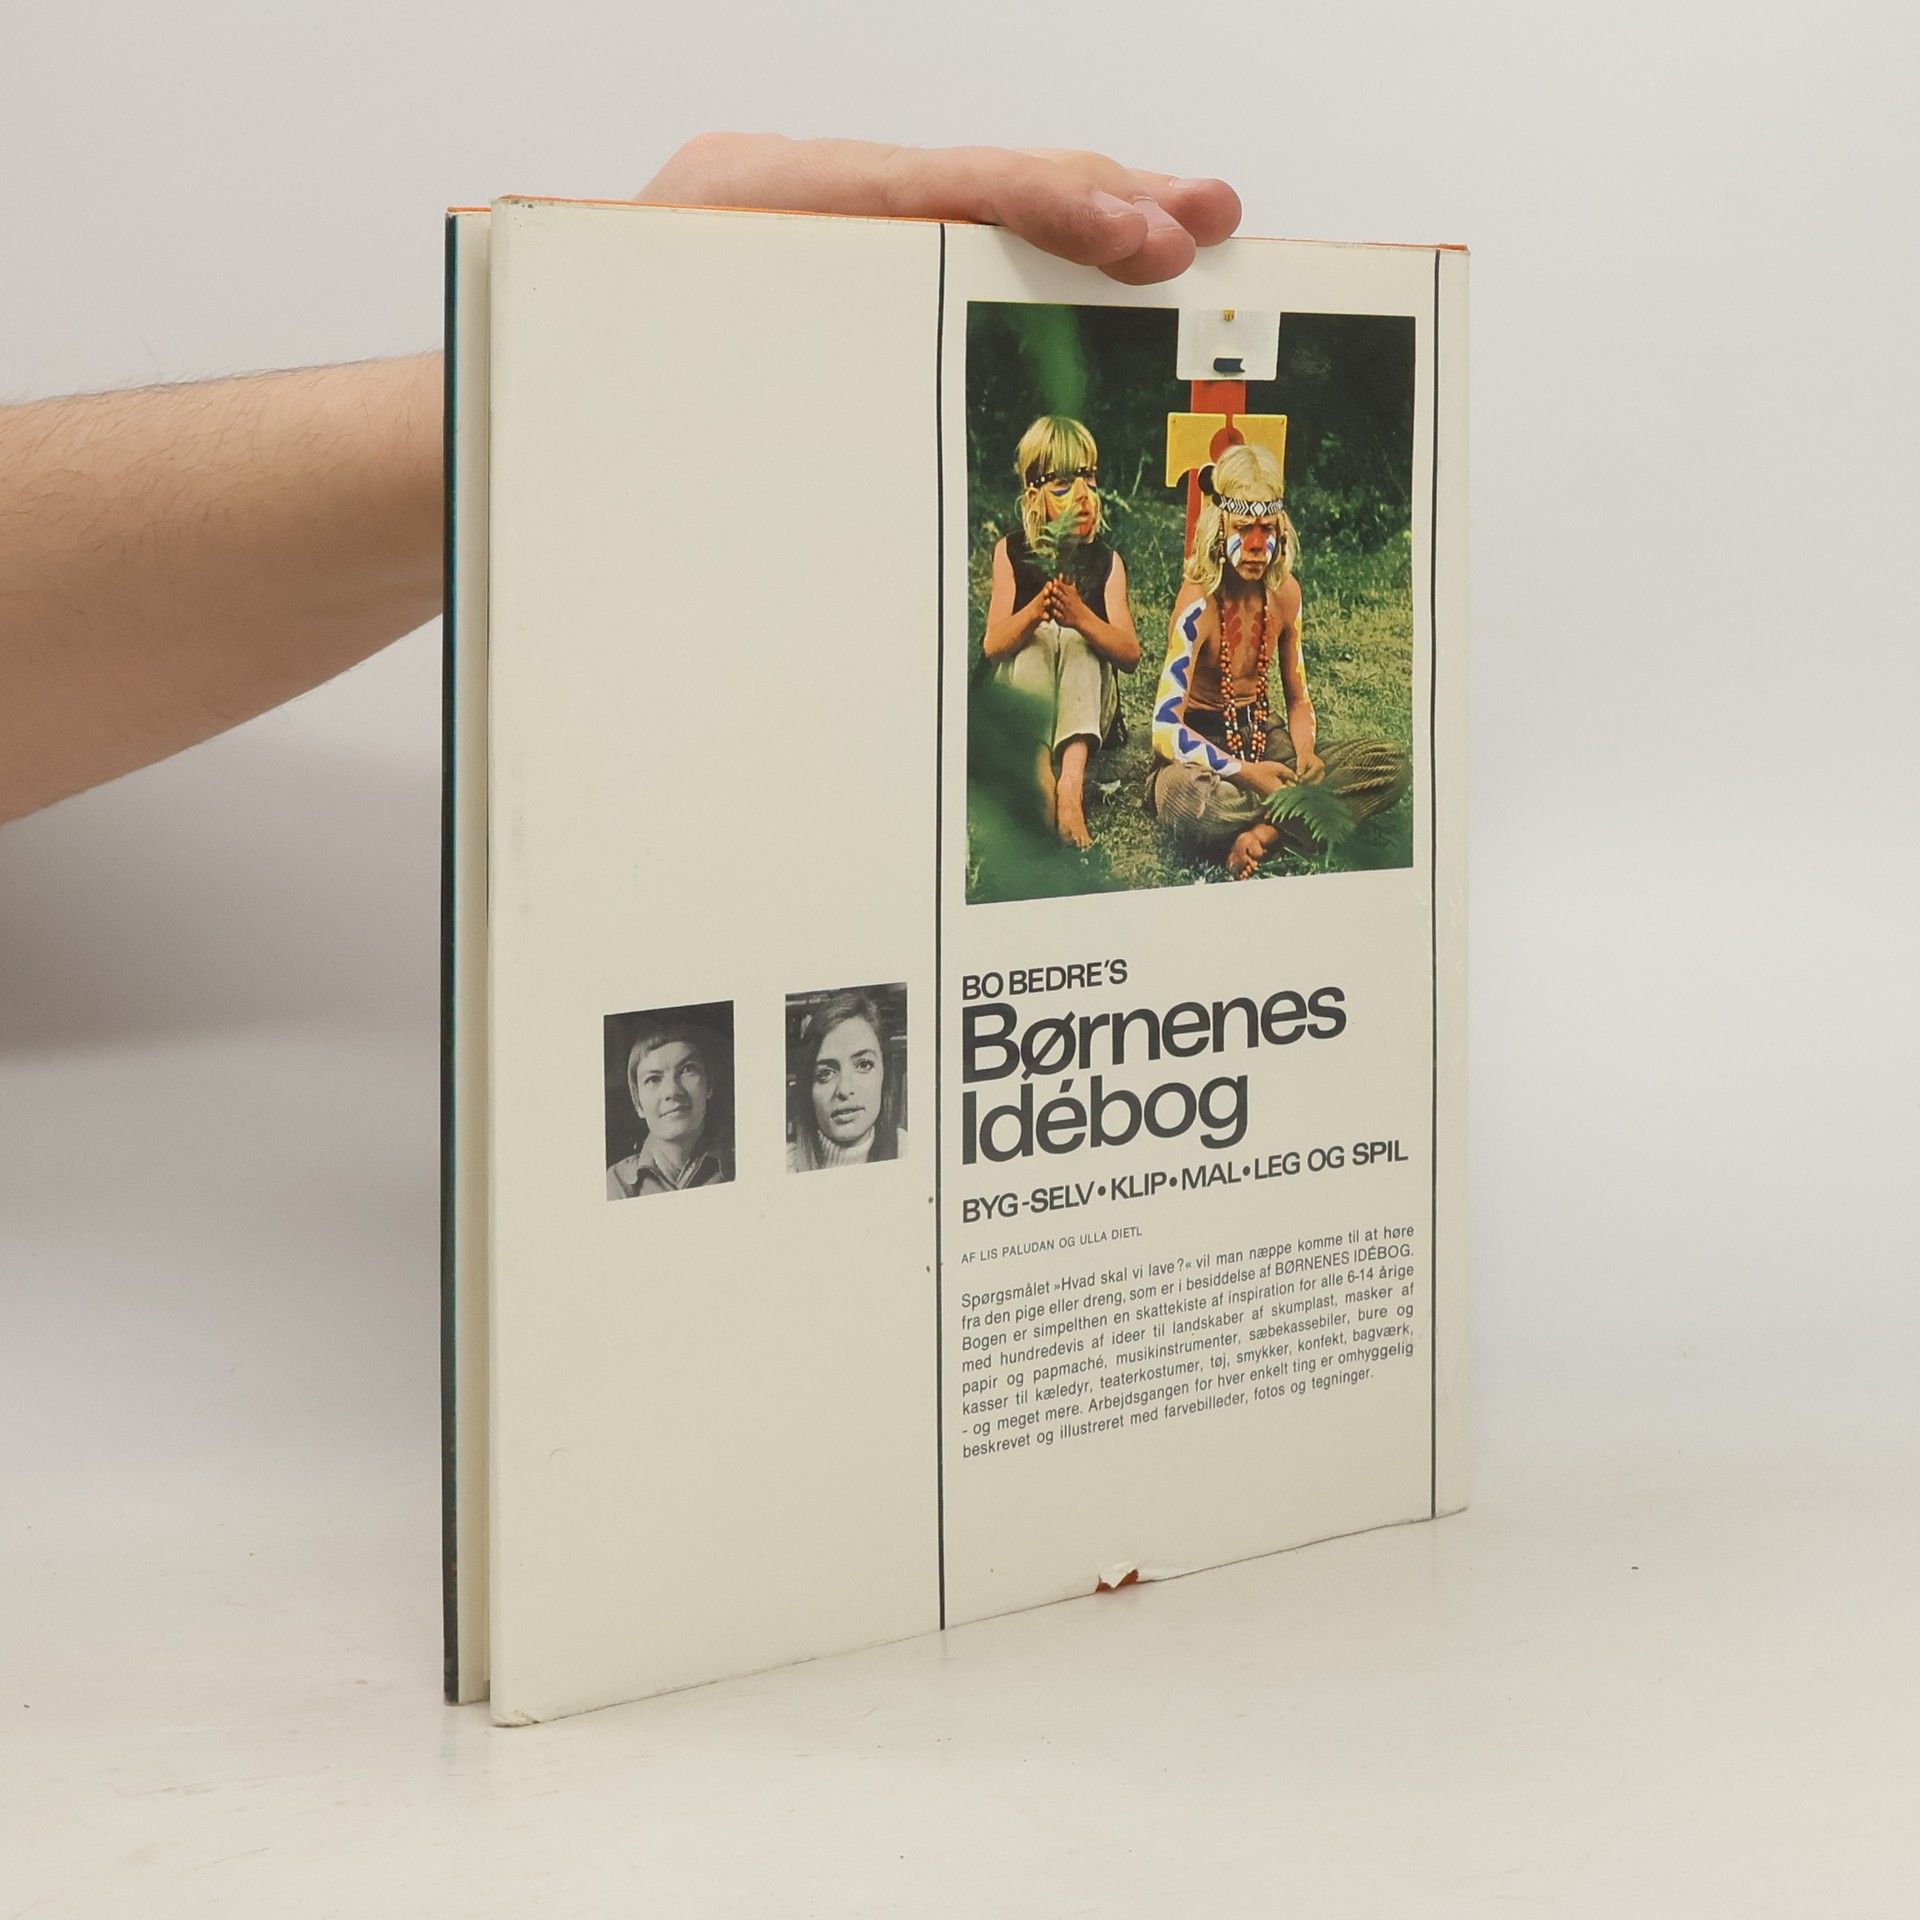 BO BEDRE'S
Børnenes
Idébog
BYG-SELV•KLIP•MAL•LEG OG SPIL
AF LIS PALUDAN OG ULLA DIETL
Spørgsmålet »Hvad skal vi lave?« vil man næppe komme til at høre
fra den pige eller dreng, som er i besiddelse af BØRNENES IDÉBOG.
Bogen er simpelthen en skattekiste af inspiration for alle 6-14 årige
med hundredevis af ideer til landskaber af skumplast, masker af
papir og papmaché, musikinstrumenter, sæbekassebiler, bure og
kasser til kæledyr, teaterkostumer, tøj, smykker, konfekt, bagværk,
- og meget mere. Arbejdsgangen for hver enkelt ting er omhyggelig
beskrevet og illustreret med farvebilleder, fotos og tegninger.